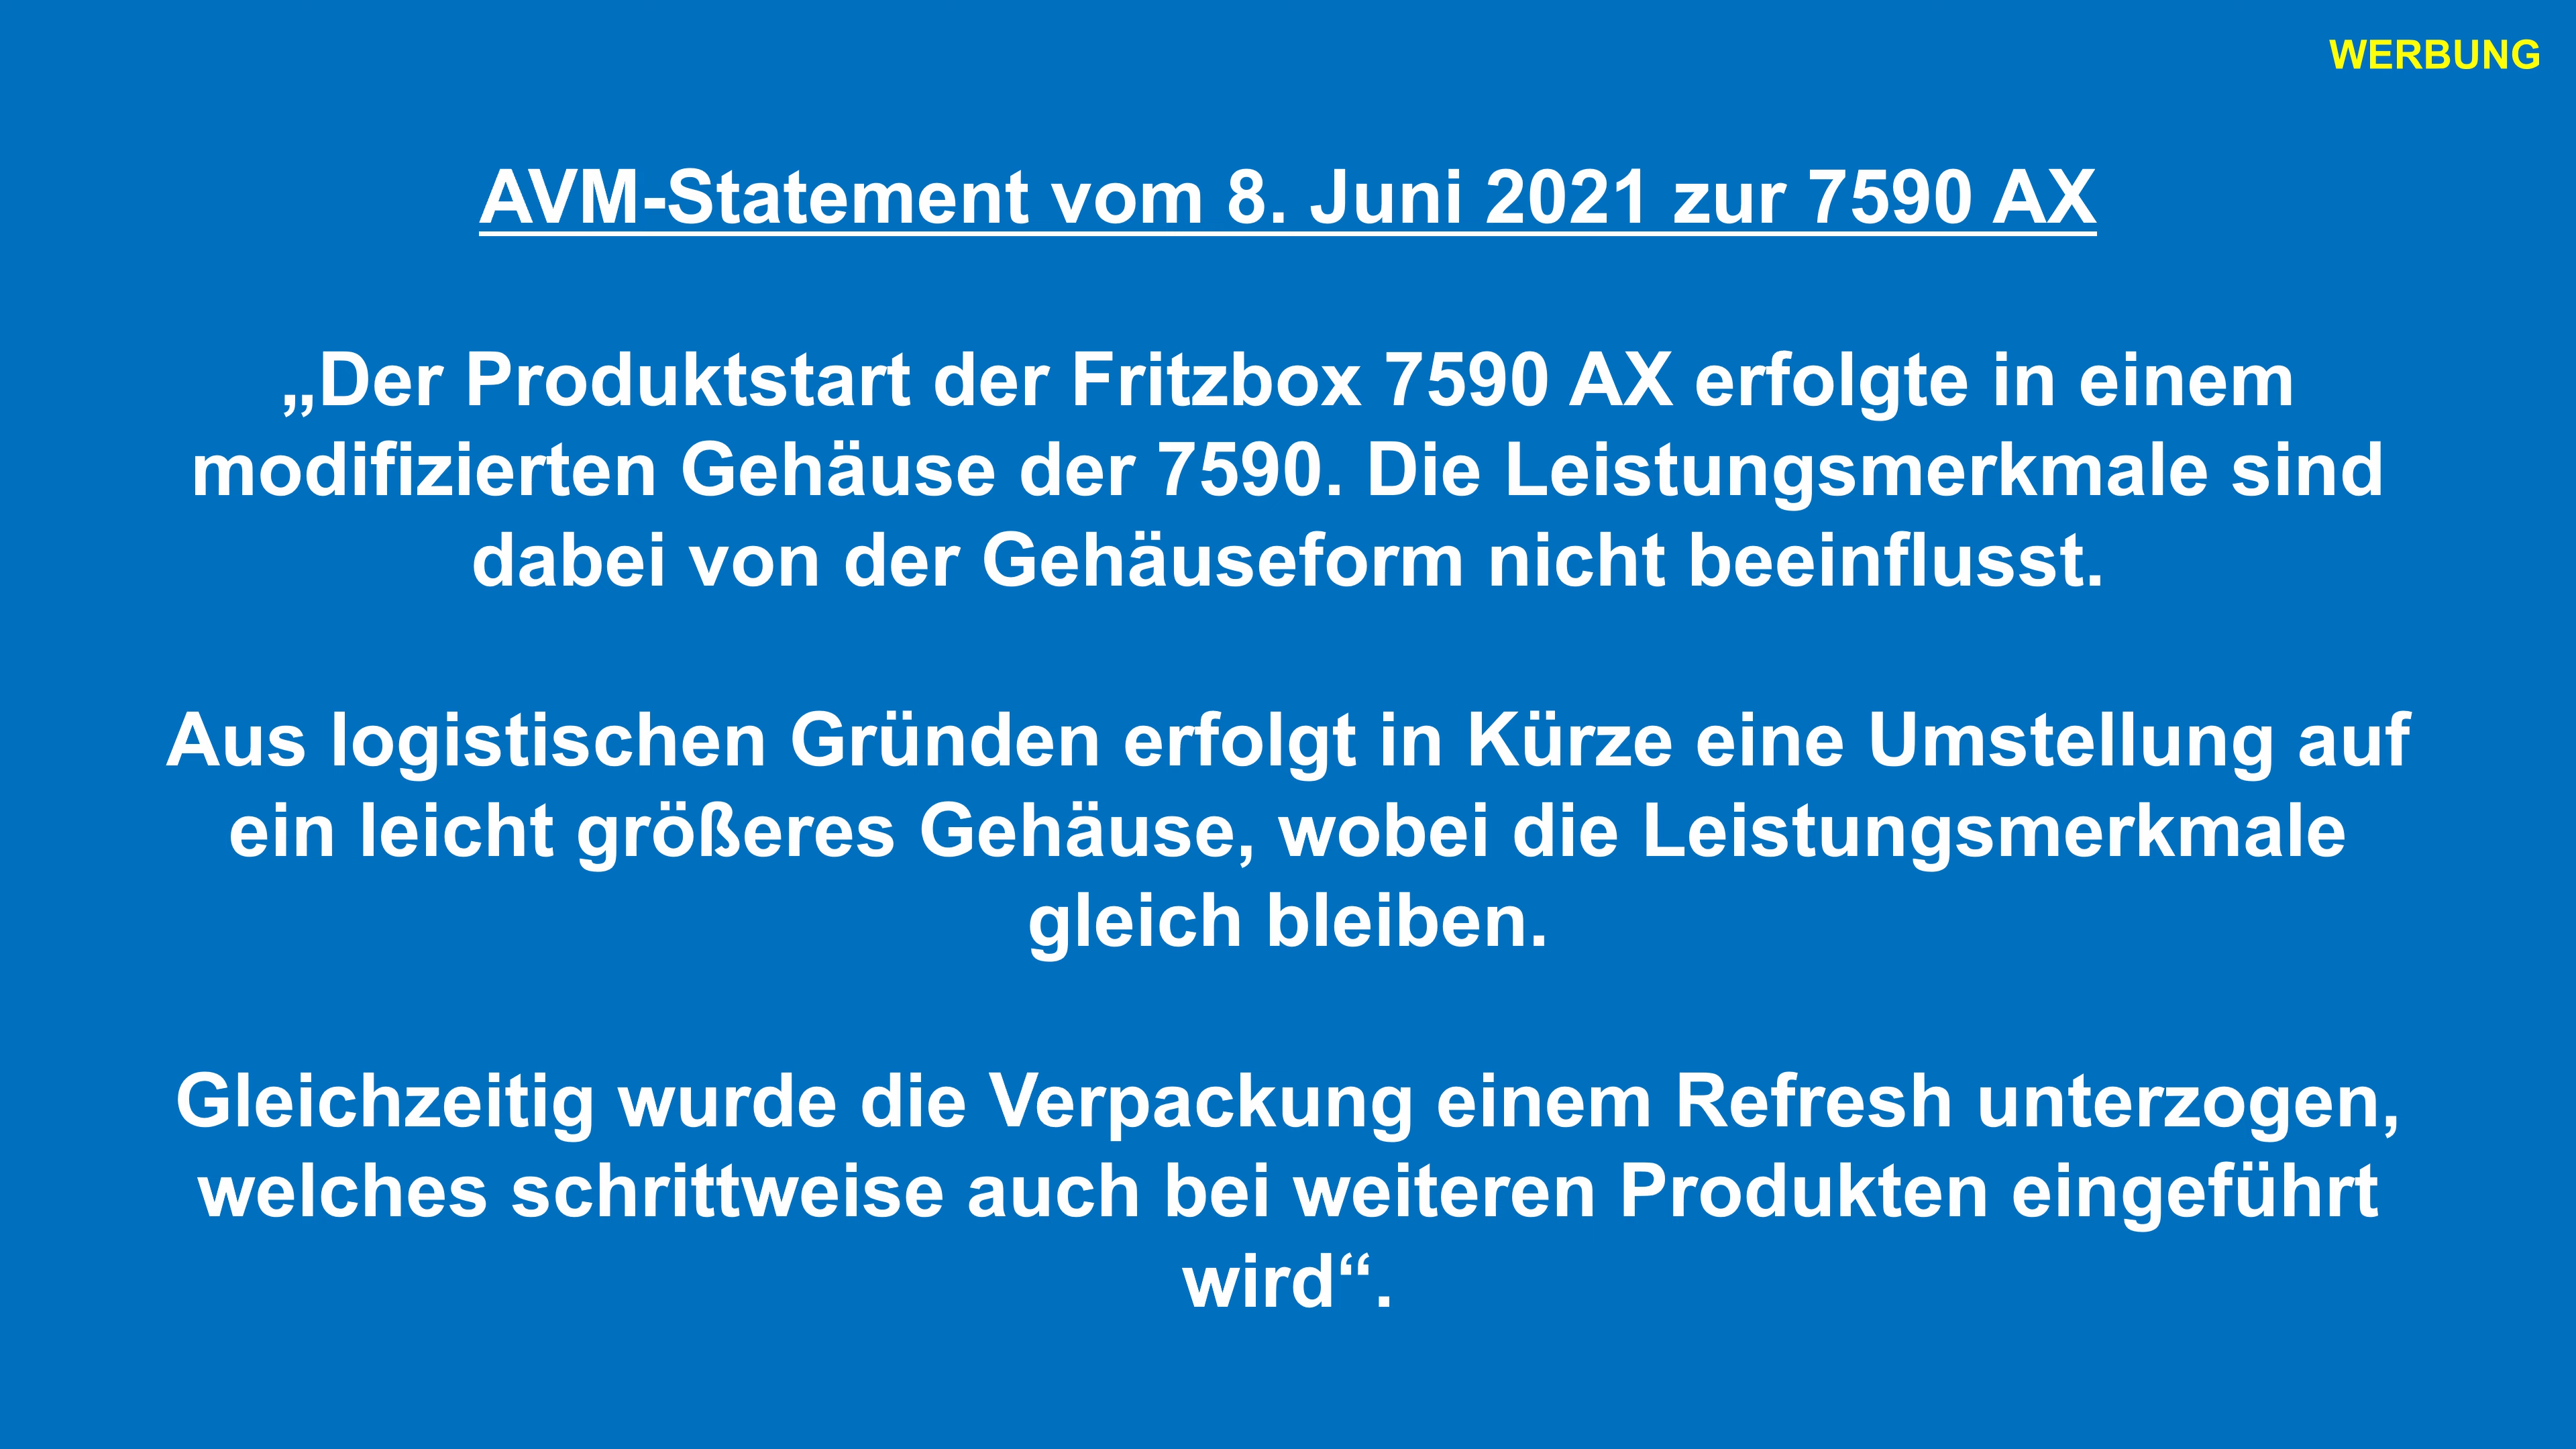 WERBUNG
AVM-Statement vom 8. Juni 2021 zur 7590 AX
„Der Produktstart der Fritzbox 7590 AX erfolgte in einem
modifizierten Gehäuse der 7590. Die Leistungsmerkmale sind
dabei von der Gehäuseform nicht beeinflusst.
Aus logistischen Gründen erfolgt in Kürze eine Umstellung auf
ein leicht größeres Gehäuse, wobei die Leistungsmerkmale
gleich bleiben.
Gleichzeitig wurde die Verpackung einem Refresh unterzogen,
welches schrittweise auch bei weiteren Produkten eingeführt
wird“.